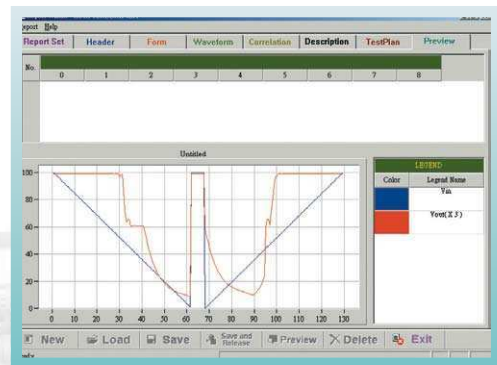 Report Help
Report Set Header Form Waveform Correlation Description TestPlan Preview
No.
0 1 2 3 4 5 6 7 8
Untitled
100
80
60
40
20
0
0 10 20 30 40 50 60 70 80 90 100 110 120 130
LEGEND
Color Legend Name
Vin
Vout( X 5 )
New Load Save Save and Release Preview Delete Exit